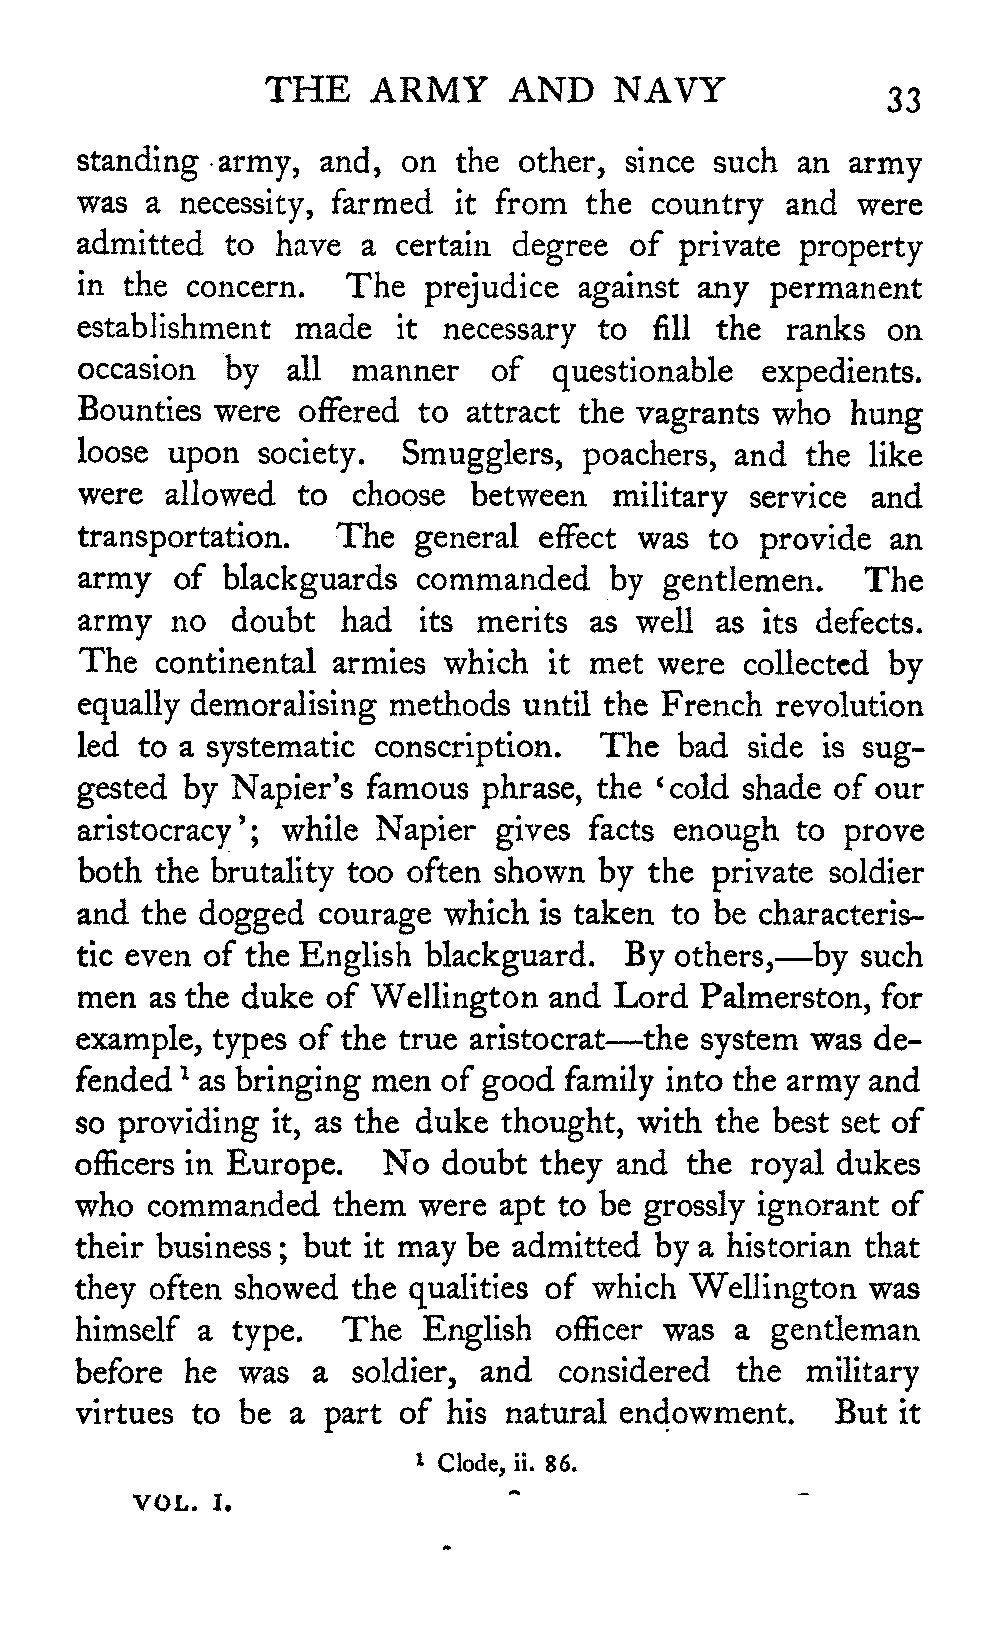 THE ARMY AND NAVY 33
standing army, and, on the other, since such an army
was a necessity, farmed it from the country and were
admitted to have a certain degree of private property
in the concern. The prejudice against any permanent
establishment made it necessary to fill the ranks on
occasion by all manner of questionable expedients.
Bounties were offered to attract the vagrants who hung
loose upon society. Smugglers, poachers, and the like
were allowed to choose between military service and
transportation. The general effect was to provide an
army of blackguards commanded by gentlemen. The
army no doubt had its merits as well as its defects.
The continental armies which it met were collected by
equally demoralising methods until the French revolution
led to a systematic conscription. The bad side is sug-
gested by Napier's famous phrase, the ‘cold shade of our
aristocracy’; while Napier gives facts enough to prove
both the brutality too often shown by the private soldier
and the dogged courage which is taken to be characteris-
tic even of the English blackguard. By others,—by such
men as the duke of Wellington and Lord Palmerston, for
example, types of the true aristocrat—the system was de-
fended ¹ as bringing men of good family into the army and
so providing it, as the duke thought, with the best set of
officers in Europe. No doubt they and the royal dukes
who commanded them were apt to be grossly ignorant of
their business; but it may be admitted by a historian that
they often showed the qualities of which Wellington was
himself a type. The English officer was a gentleman
before he was a soldier, and considered the military
virtues to be a part of his natural endowment. But it
¹ Clode, ii. 86.
VOL. I.